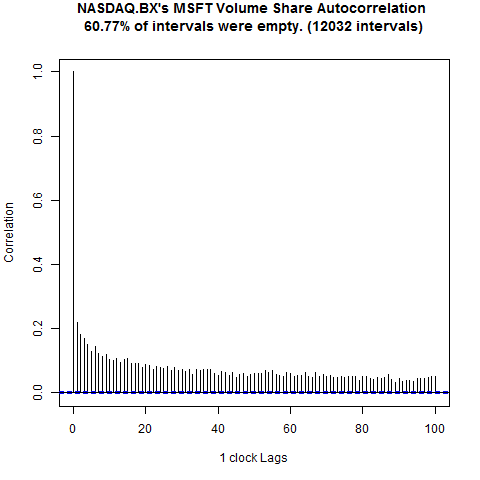 NASDAQ.BX's MSFT Volume Share Autocorrelation
60.77% of intervals were empty. (12032 intervals)
1.0
0.8
0.6
0.4
0.2
0.0
Correlation
0 20 40 60 80 100
1 clock Lags